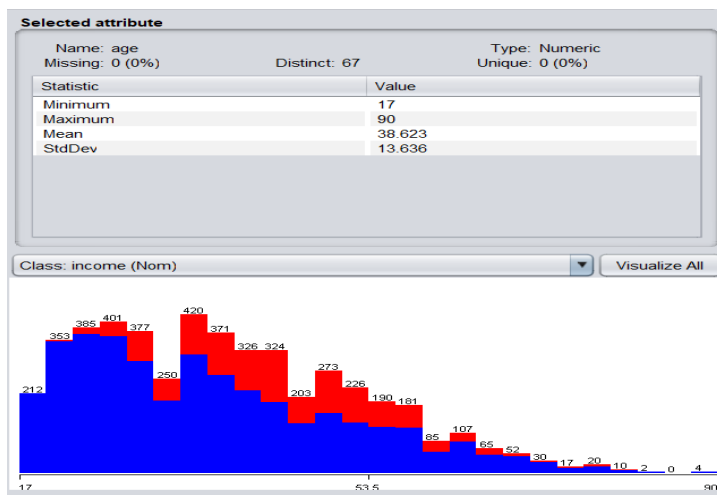 Selected attribute
Name: age Type: Numeric
Missing: 0 (0%) Distinct: 67 Unique: 0 (0%)
Statistic Value
Minimum 17
Maximum 90
Mean 38.623
StdDev 13.636
Class: income (Nom) Visualize All
212 353 385 401 377 250 420 371 326 324 203 273 226 190 181 85 107 65 52 30 17 20 10 2 0 4
17 53.5 90